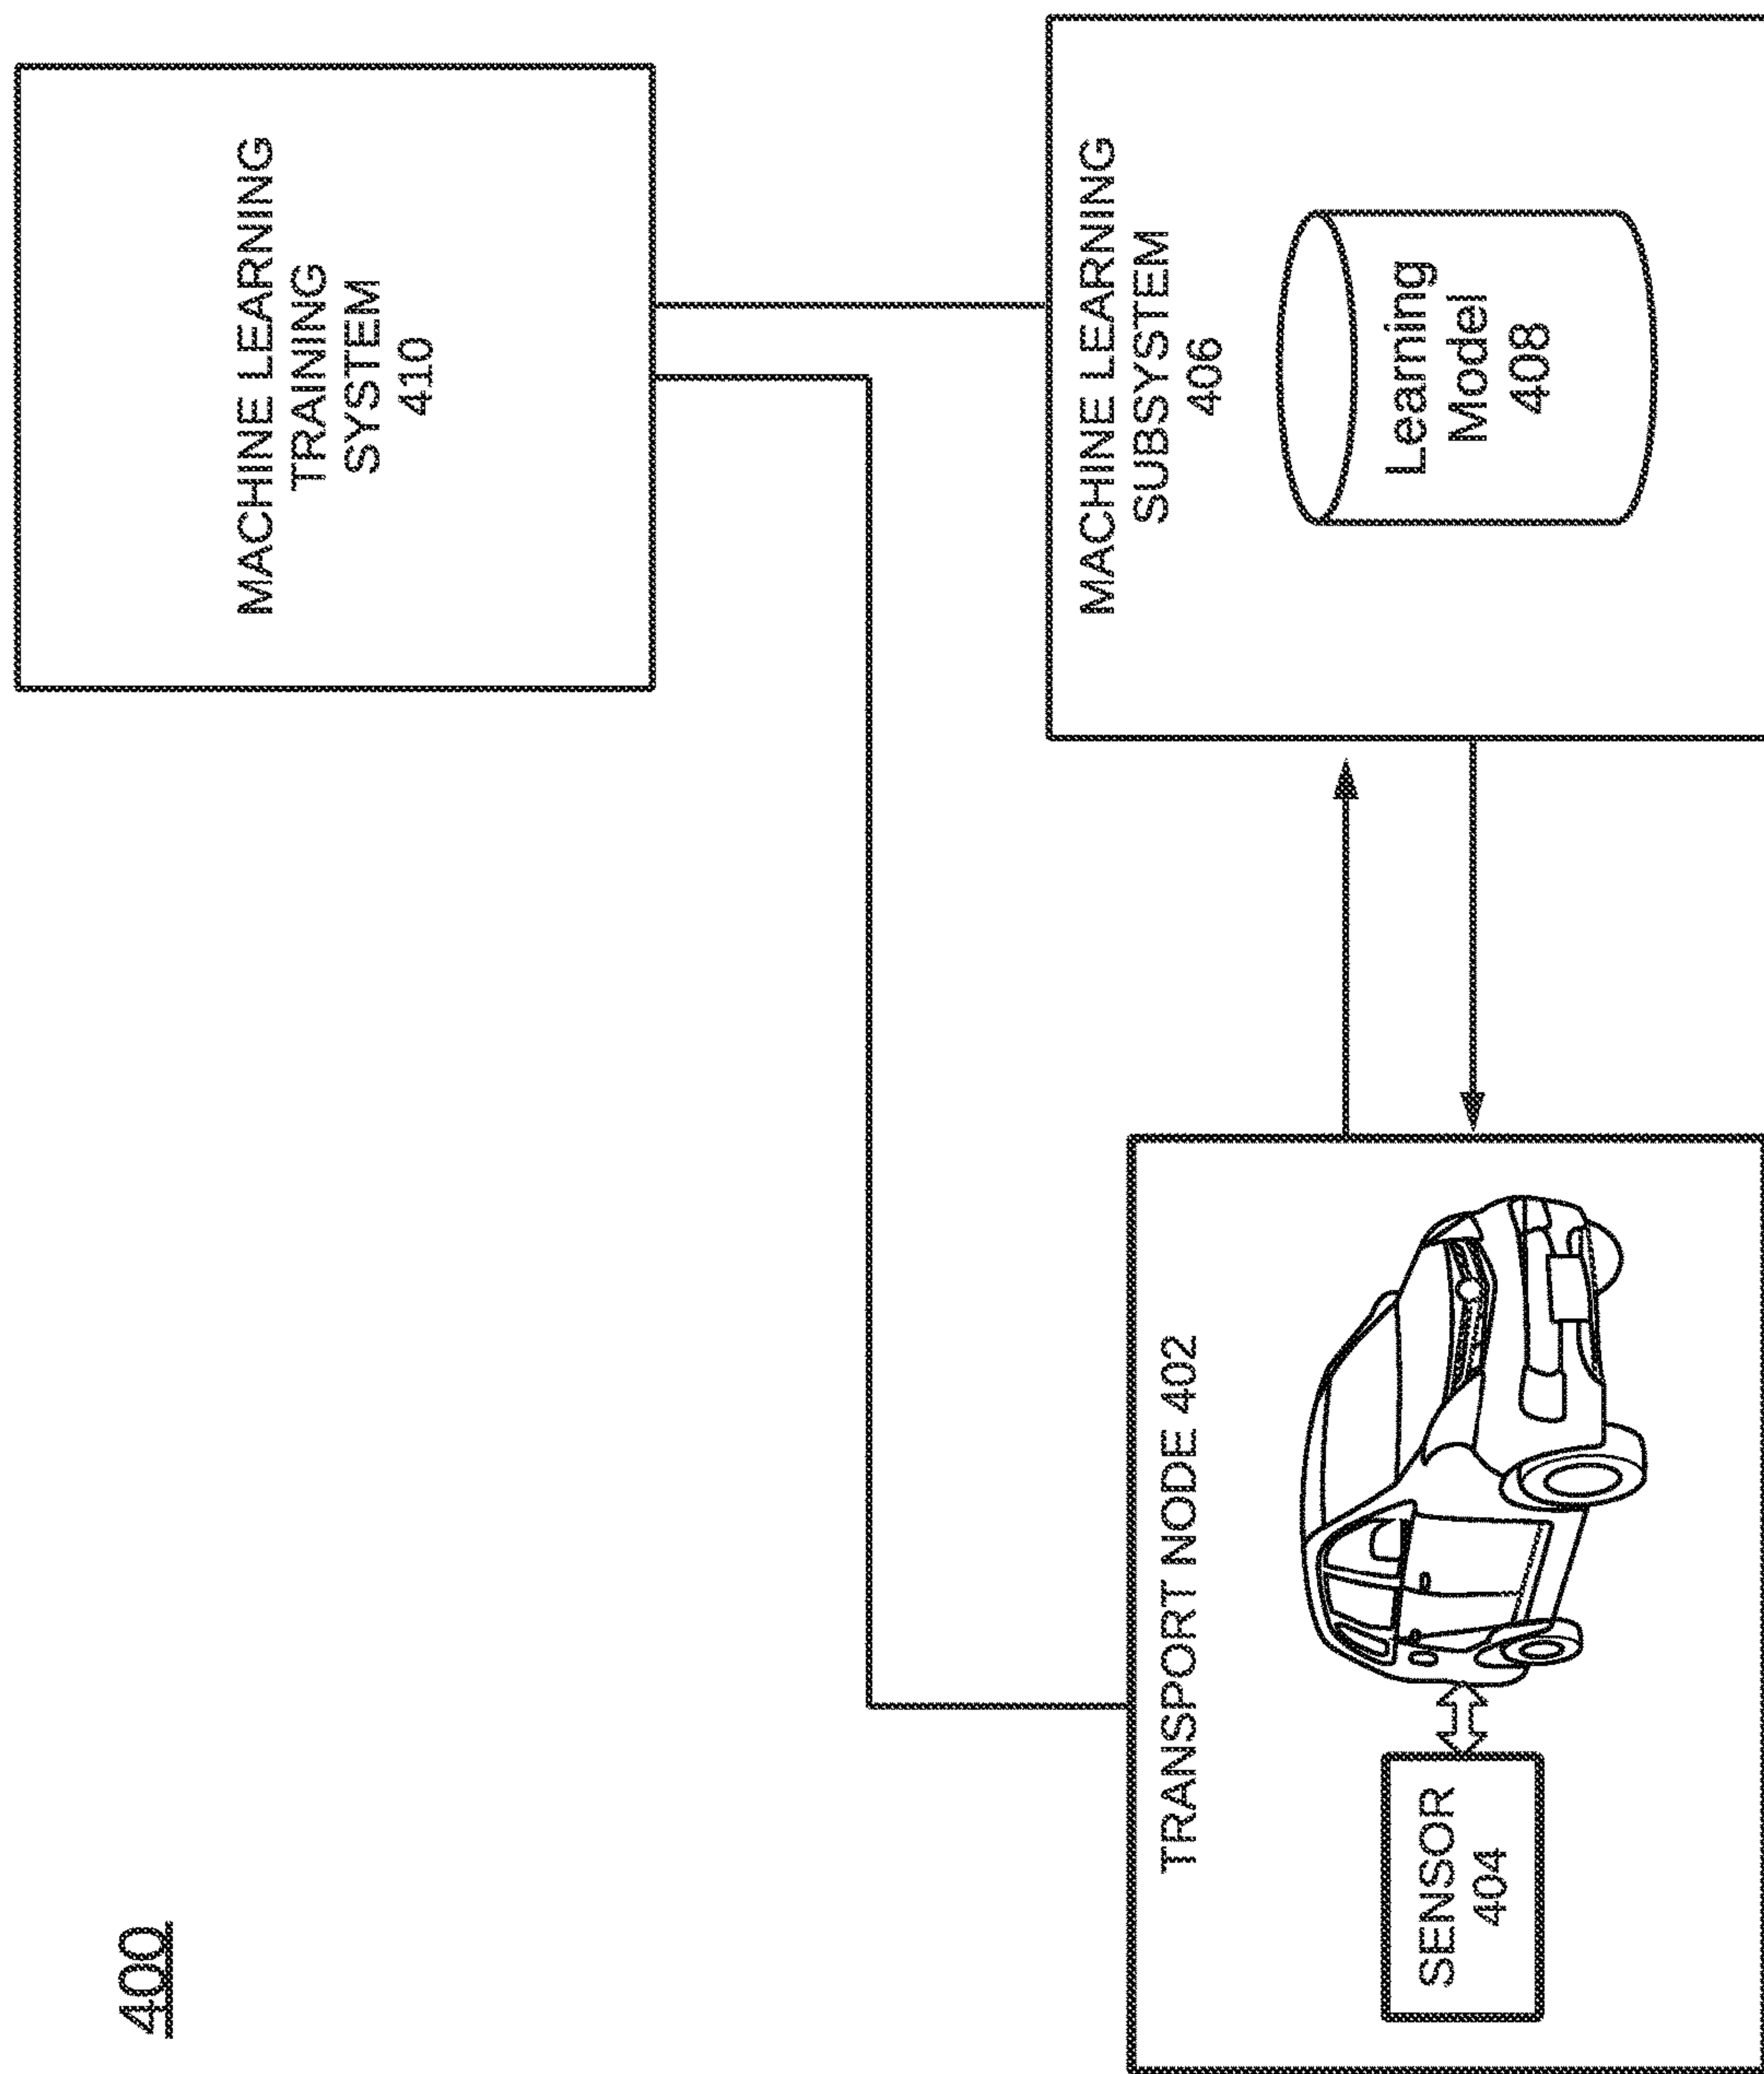 400
MACHINE LEARNING
TRAINING
SYSTEM
410
TRANSPORT NODE 402
SENSOR
404
MACHINE LEARNING
SUBSYSTEM
406
Learning
Model
408